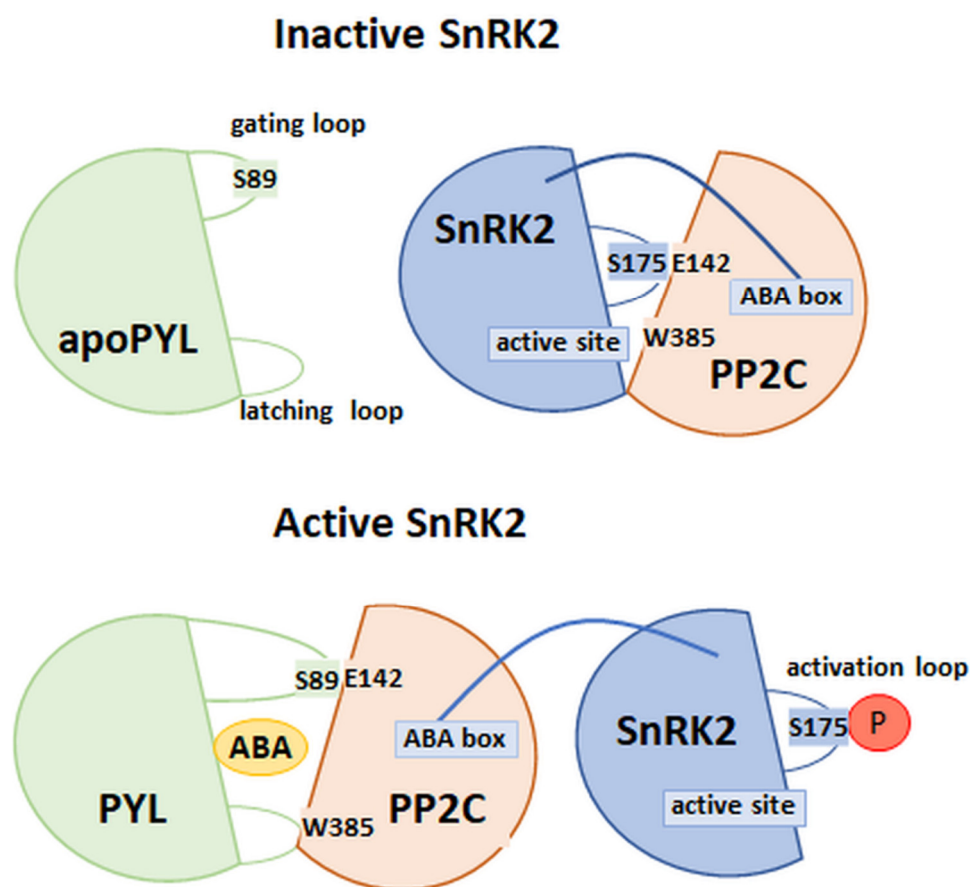 Inactive SnRK2
gating loop
S89
apoPYL
latching loop
SnRK2
S175 E142
ABA box
active site
W385
PP2C
Active SnRK2
S89 E142
ABA
PYL
ABA box
W385
PP2C
SnRK2
activation loop
S175
P
active site